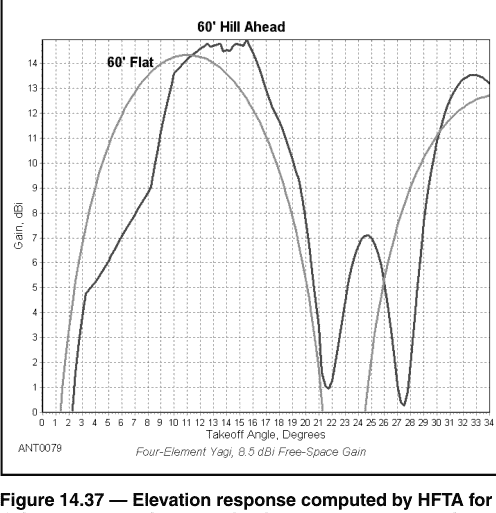 60' Hill Ahead
60' Flat
14
13
12
11
10
9
8
7
6
5
4
3
2
1
0
Gain, dBi
0 1 2 3 4 5 6 7 8 9 10 11 12 13 14 15 16 17 18 19 20 21 22 23 24 25 26 27 28 29 30 31 32 33 34
Takeoff Angle, Degrees
ANT0079
Four-Element Yagi, 8.5 dBi Free-Space Gain
Figure 14.37 — Elevation response computed by HFTA for